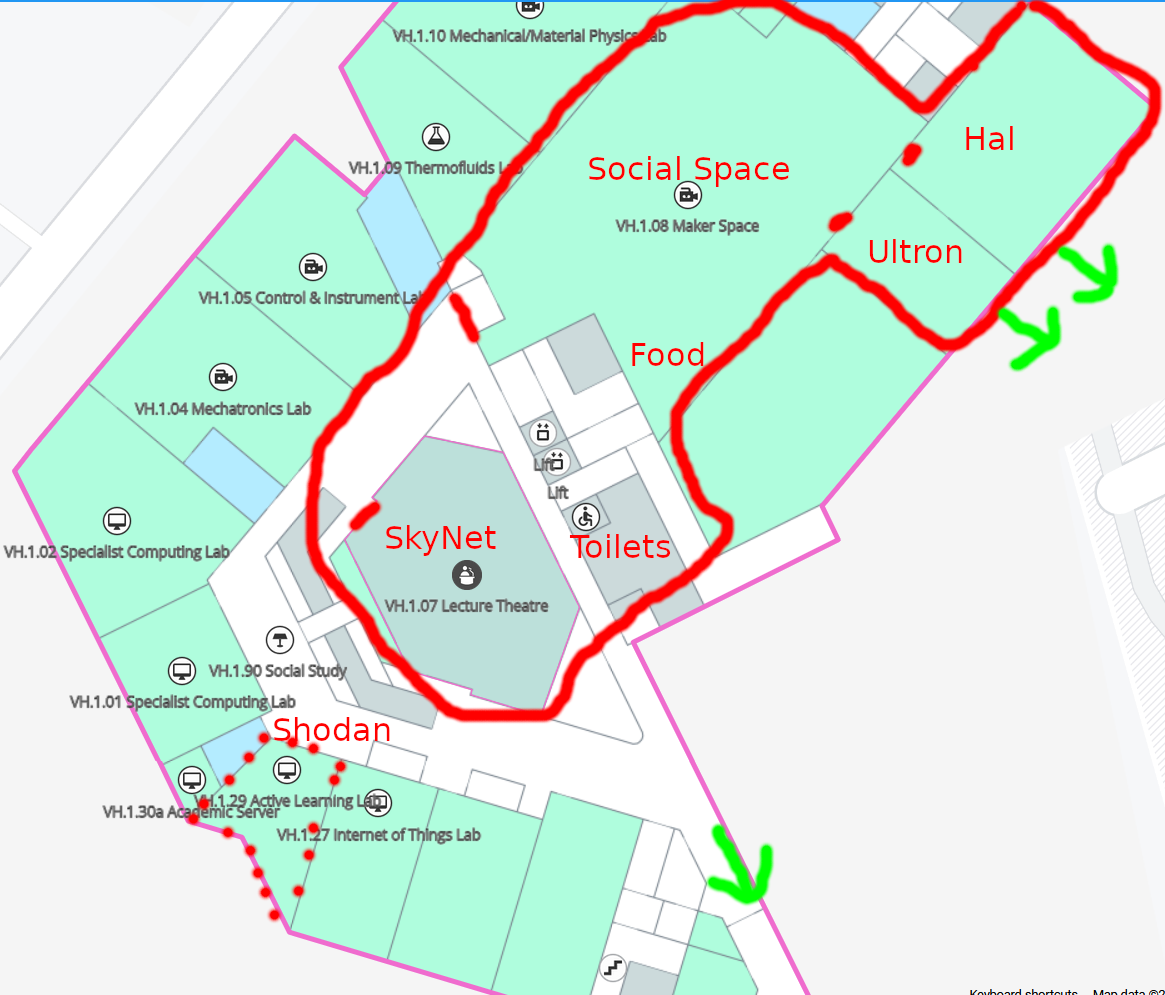 VH.1.10 Mechanical/Material Physics Lab
Hal
VH.1.09 Thermofluids Lab
Social Space
VH.1.08 Maker Space
Ultron
VH.1.05 Control & Instrument Lab
Food
VH.1.04 Mechatronics Lab
Lift
Lift
SkyNet
Toilets
VH.1.02 Specialist Computing Lab
VH.1.07 Lecture Theatre
VH.1.90 Social Study
VH.1.01 Specialist Computing Lab
Shodan
VH.1.29 Active Learning Lab
VH.1.30a Academic Server
VH.1.27 Internet of Things Lab
Keyboard shortcuts
Map data ©2